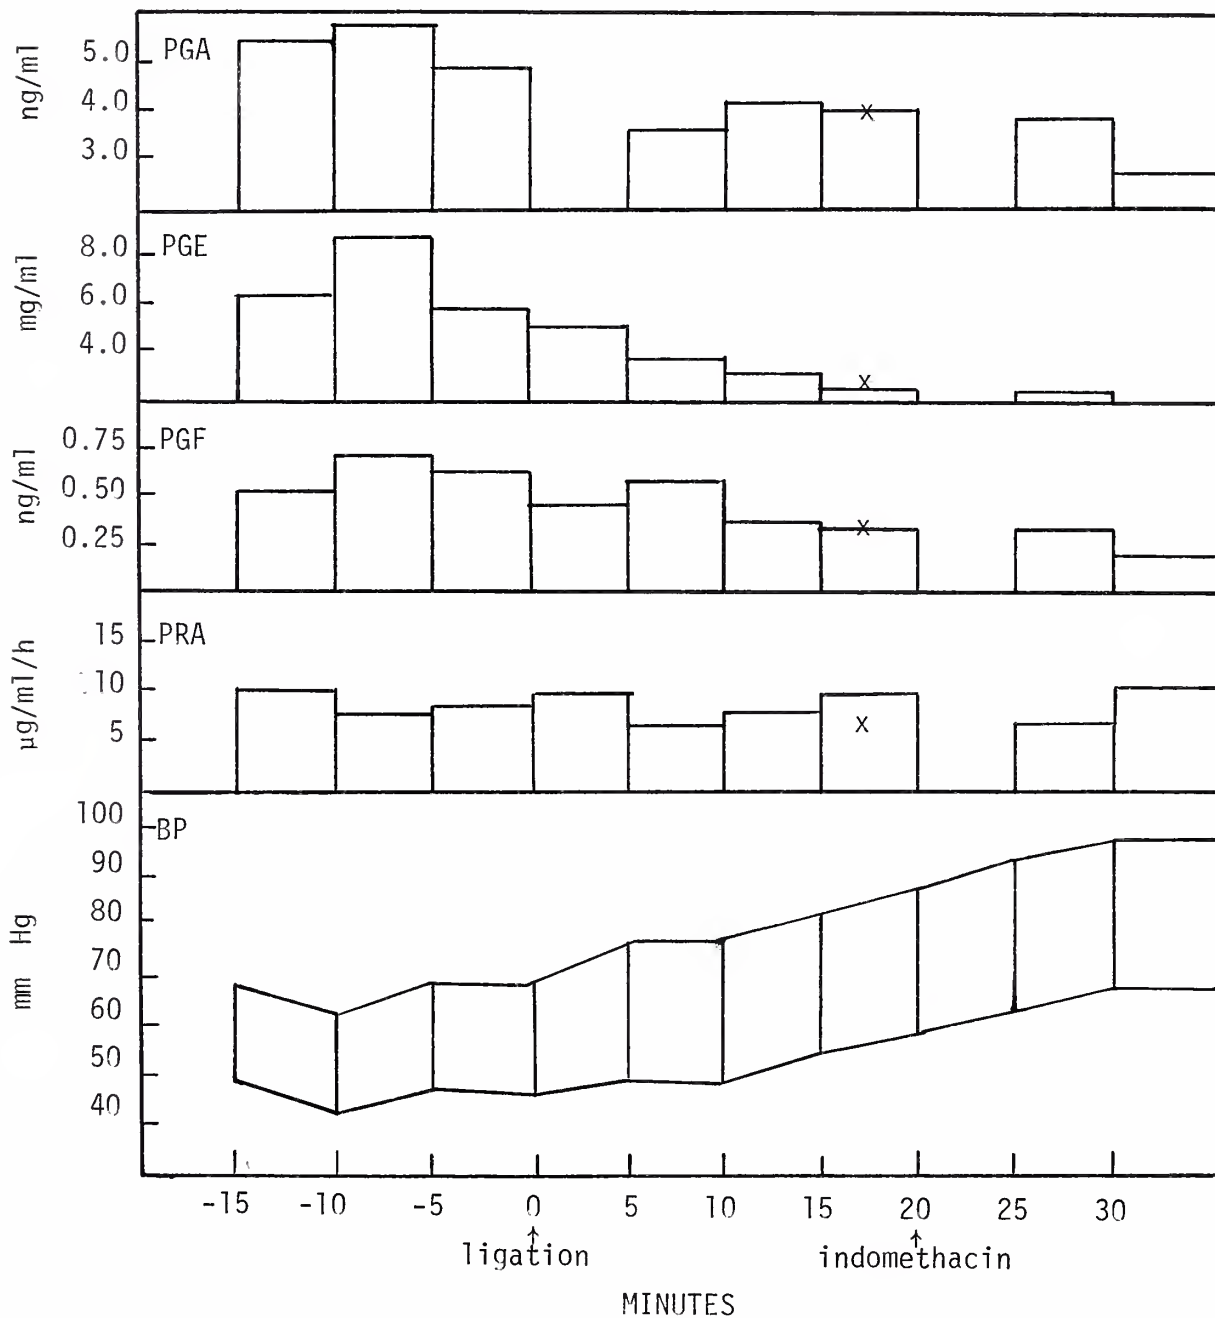 PGA
ng/ml
5.0
4.0
3.0
PGE
mg/ml
8.0
6.0
4.0
x
PGF
ng/ml
0.75
0.50
0.25
x
PRA
µg/ml/h
15
10
5
x
BP
mm Hg
100
90
80
70
60
50
40
-15 -10 -5 0 5 10 15 20 25 30
↑ ↑
ligation indomethacin
MINUTES
x